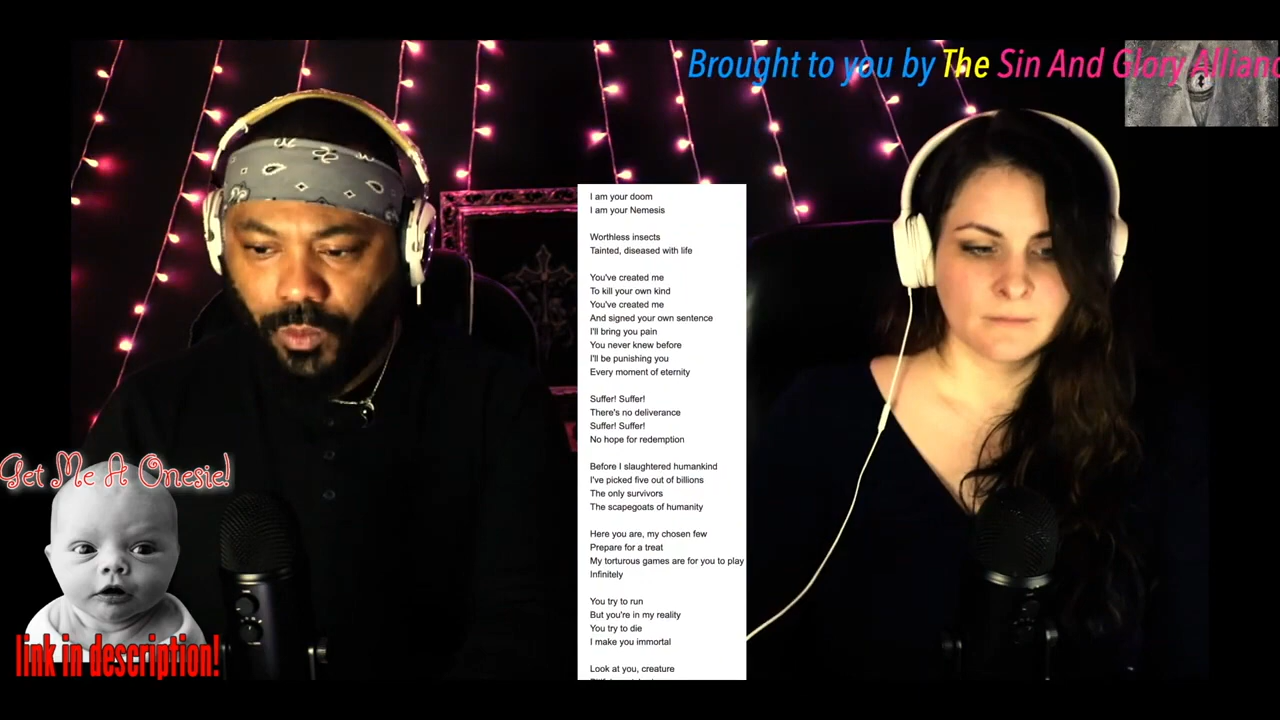 Brought to you by The Sin And Glory Allianc
I am your doom
I am your Nemesis
Worthless insects
Tainted, diseased with life
You've created me
To kill your own kind
You've created me
And signed your own sentence
I'll bring you pain
You never knew before
I'll be punishing you
Every moment of eternity
Suffer! Suffer!
There's no deliverance
Suffer! Suffer!
No hope for redemption
Before I slaughtered humankind
I've picked five out of billions
The only survivors
The scapegoats of humanity
Here you are, my chosen few
Prepare for a treat
My torturous games are for you to play
Infinitely
You try to run
But you're in my reality
You try to die
I make you immortal
Look at you, creature
Get Me A Onesie!
link in description!